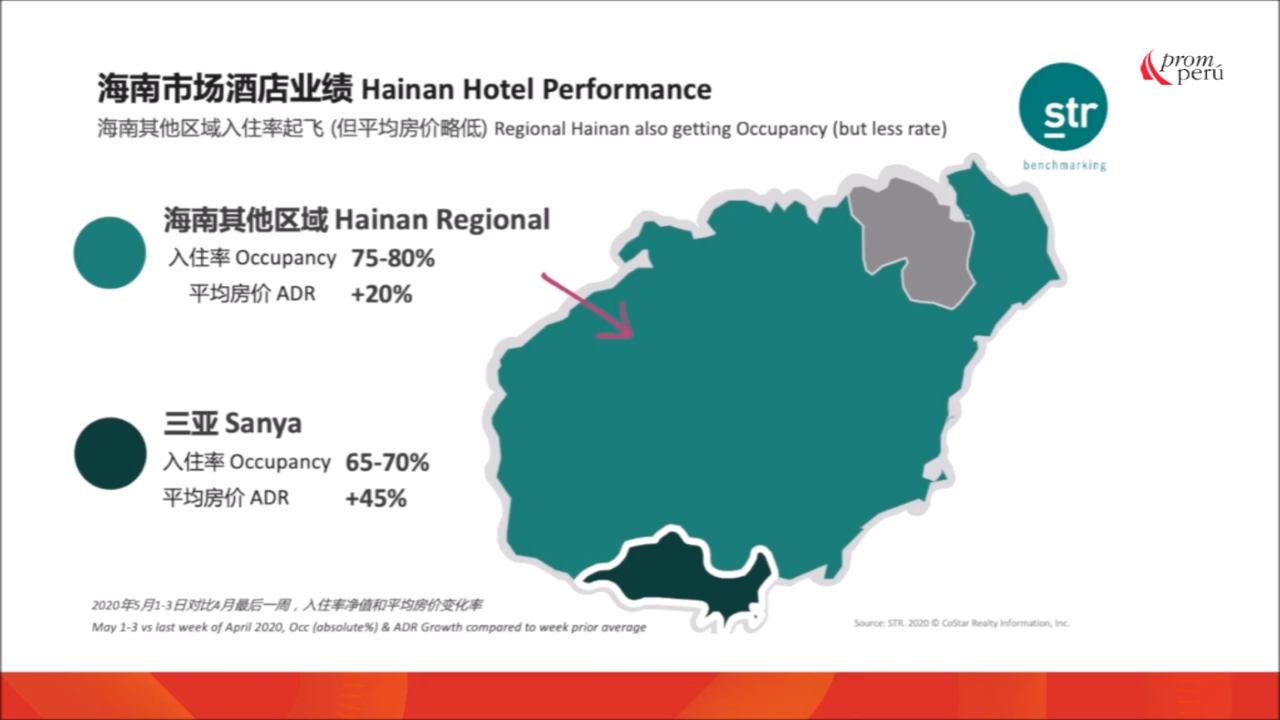 海南市场酒店业绩 Hainan Hotel Performance
海南其他区域入住率起飞 (但平均房价略低) Regional Hainan also getting Occupancy (but less rate)
prom
perú
str
benchmarking
海南其他区域 Hainan Regional
入住率 Occupancy 75-80%
平均房价 ADR +20%
三亚 Sanya
入住率 Occupancy 65-70%
平均房价 ADR +45%
2020年5月1-3日对比4月最后一周，入住率净值和平均房价变化率
May 1-3 vs last week of April 2020, Occ (absolute%) & ADR Growth compared to week prior average
Source: STR. 2020 © CoStar Realty Information, Inc.